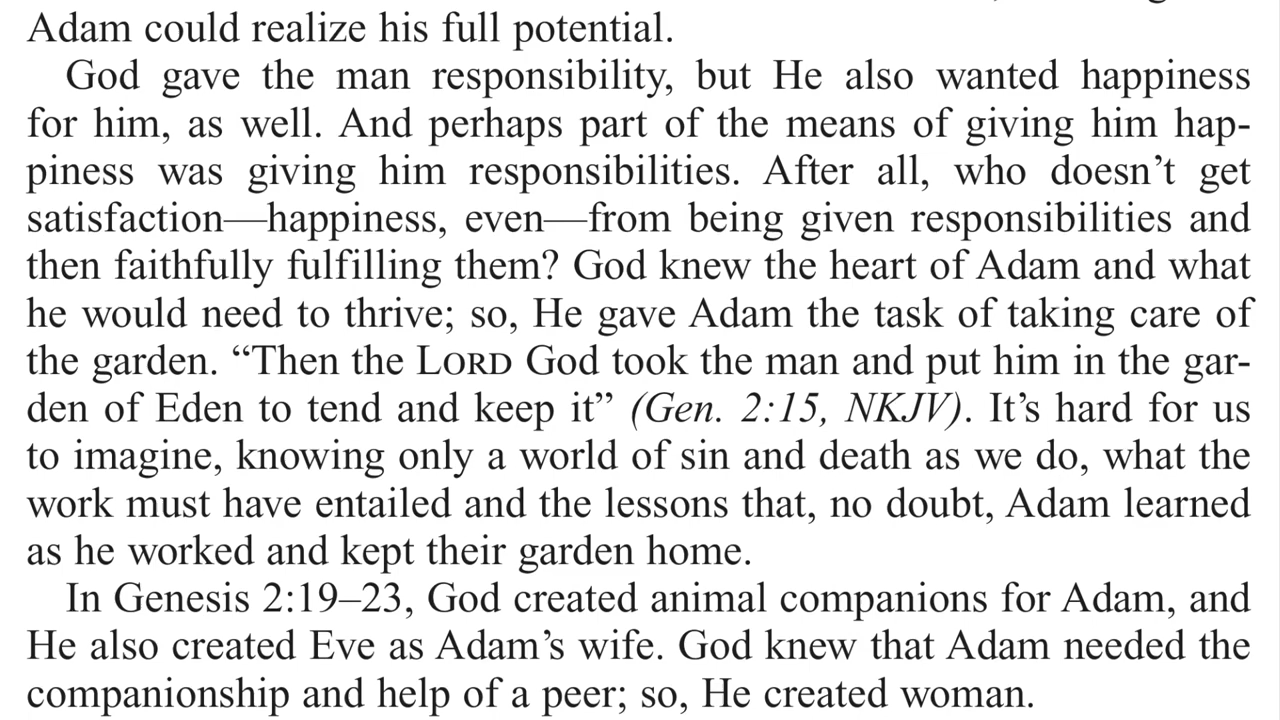 Adam could realize his full potential.
God gave the man responsibility, but He also wanted happiness
for him, as well. And perhaps part of the means of giving him hap-
piness was giving him responsibilities. After all, who doesn’t get
satisfaction—happiness, even—from being given responsibilities and
then faithfully fulfilling them? God knew the heart of Adam and what
he would need to thrive; so, He gave Adam the task of taking care of
the garden. “Then the LORD God took the man and put him in the gar-
den of Eden to tend and keep it” (Gen. 2:15, NKJV). It’s hard for us
to imagine, knowing only a world of sin and death as we do, what the
work must have entailed and the lessons that, no doubt, Adam learned
as he worked and kept their garden home.
In Genesis 2:19–23, God created animal companions for Adam, and
He also created Eve as Adam’s wife. God knew that Adam needed the
companionship and help of a peer; so, He created woman.